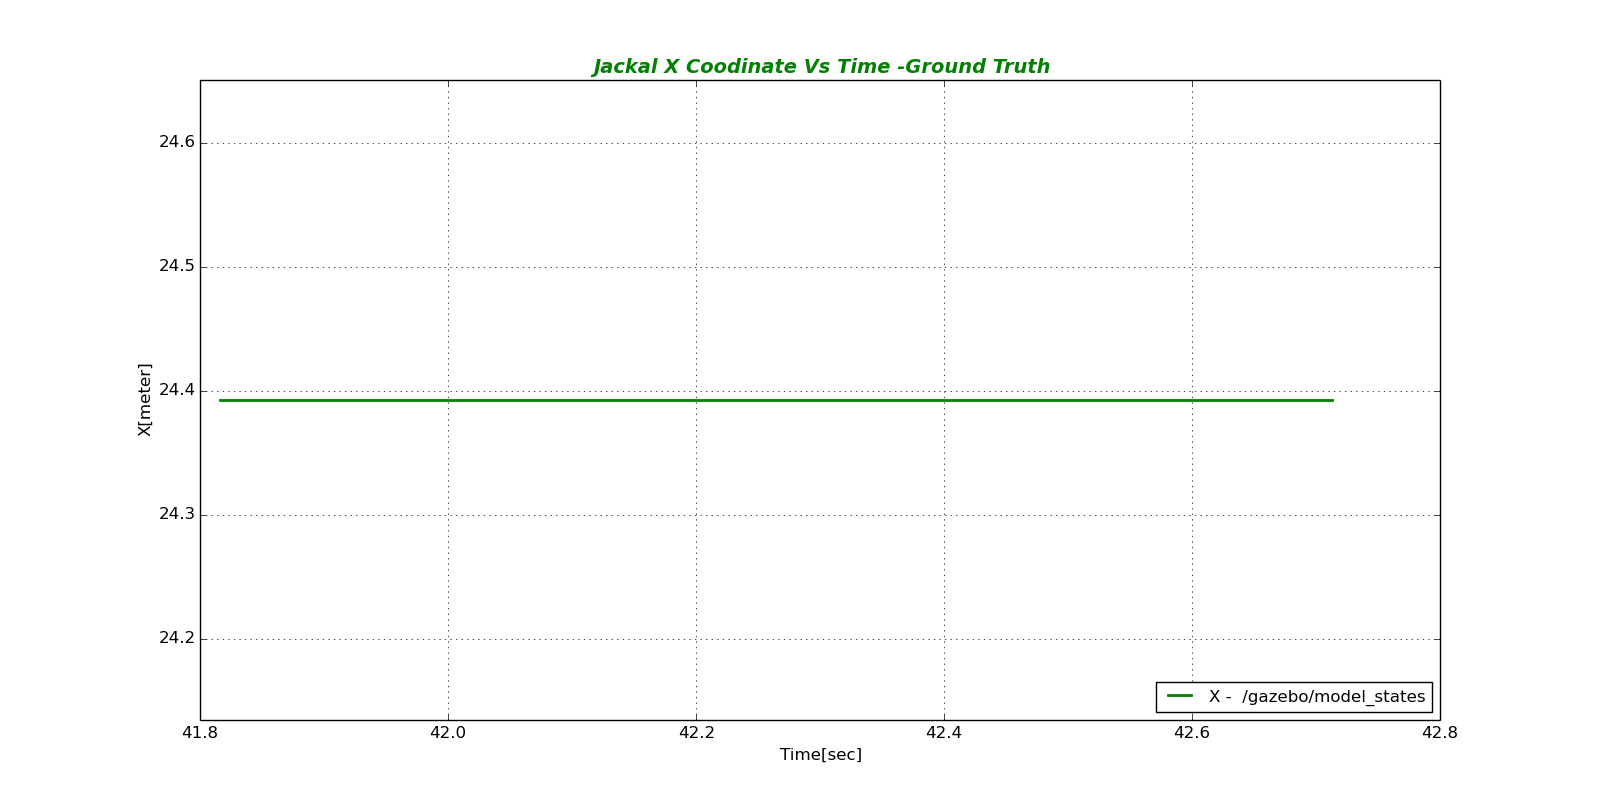 Jackal X Coodinate Vs Time -Ground Truth
24.6
24.5
24.4
24.3
24.2
X[meter]
X -  /gazebo/model_states
41.8 42.0 42.2 42.4 42.6 42.8
Time[sec]